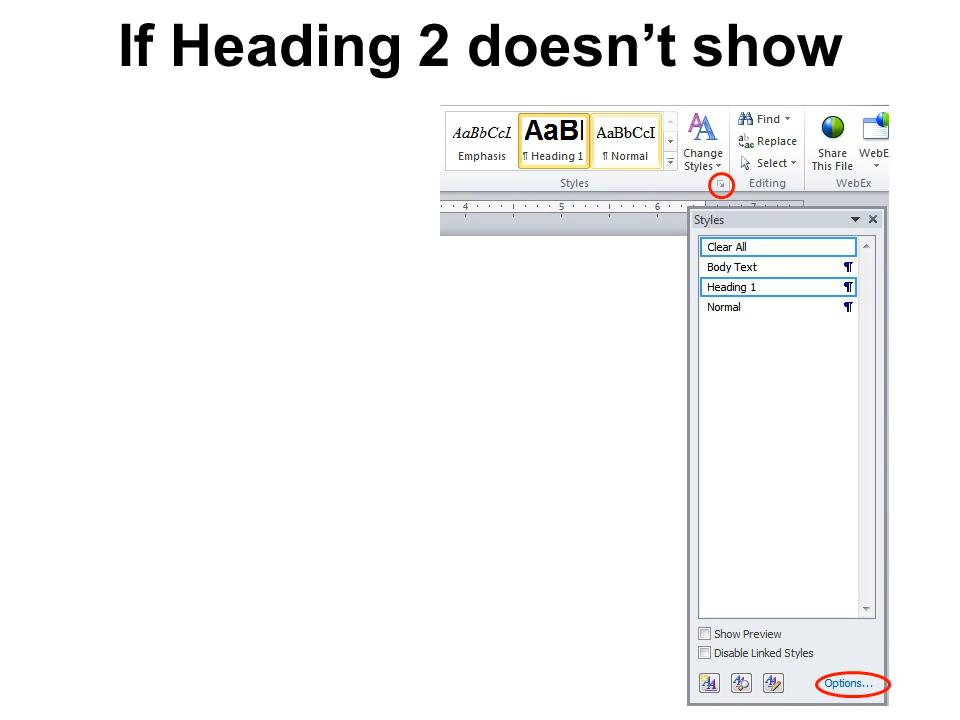 If Heading 2 doesn’t show
AaBbCcI AaBl AaBbCcI
Emphasis ¶ Heading 1 ¶ Normal
Change
Styles
Styles
Find
Replace
Select
Editing
Share WebE
This File
WebEx
4 5 6 7
Styles
Clear All
Body Text ¶
Heading 1 ¶
Normal ¶
Show Preview
Disable Linked Styles
Options...